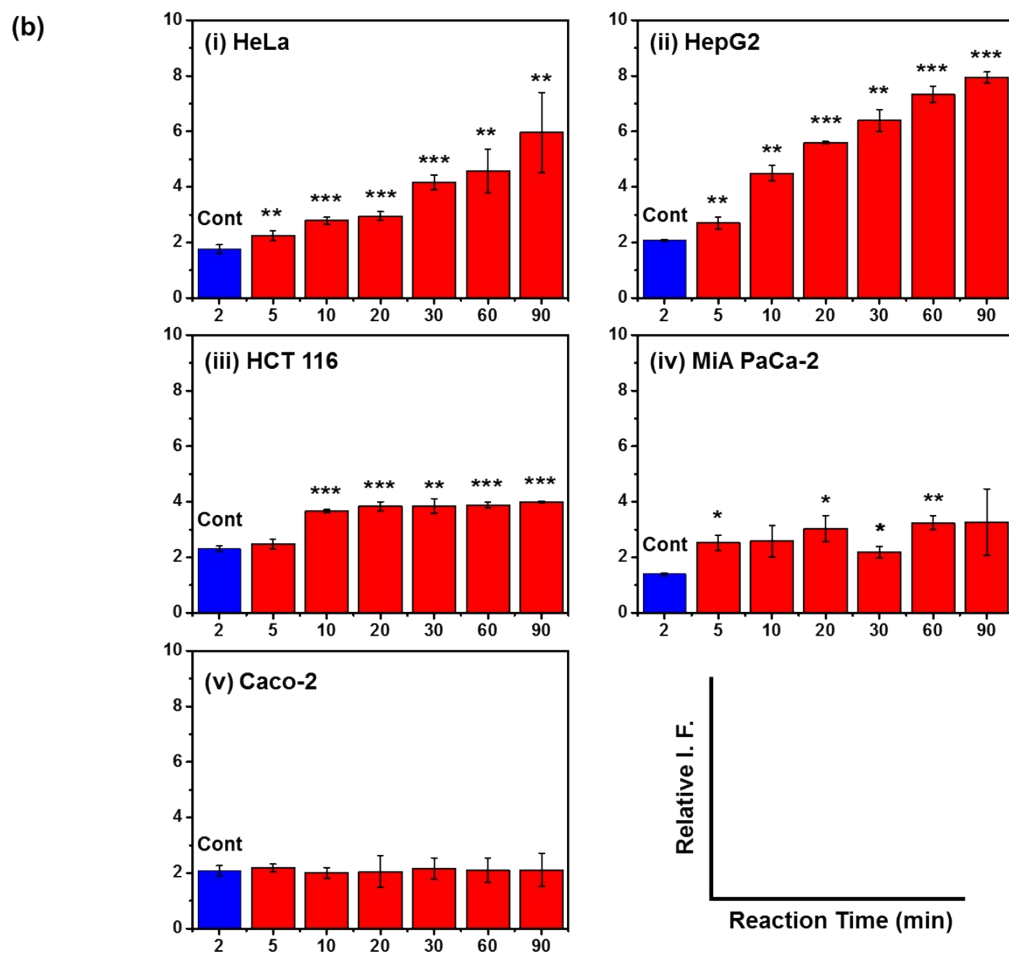 (b)
(i) HeLa
10
8
6
4
2
0
Cont
**
***
***
***
**
**
2 5 10 20 30 60 90
(ii) HepG2
10
8
6
4
2
0
Cont
**
**
***
**
***
***
2 5 10 20 30 60 90
(iii) HCT 116
10
8
6
4
2
0
Cont
***
***
**
***
***
2 5 10 20 30 60 90
(iv) MiA PaCa-2
10
8
6
4
2
0
Cont
*
*
*
**
2 5 10 20 30 60 90
(v) Caco-2
10
8
6
4
2
0
Cont
2 5 10 20 30 60 90
Relative I. F.
Reaction Time (min)